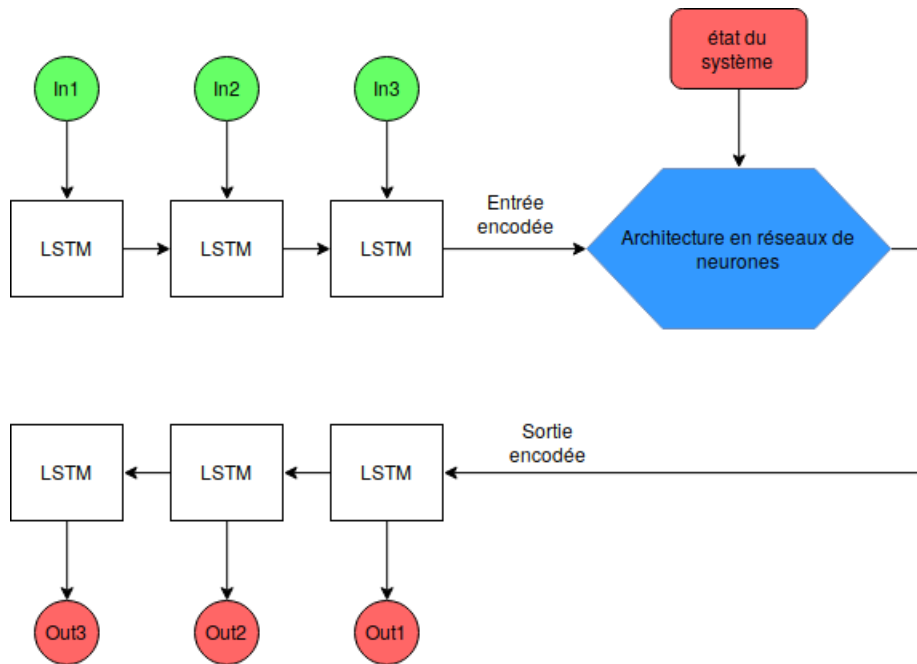 état du
système
In1
In2
In3
LSTM
LSTM
LSTM
Entrée
encodée
Architecture en réseaux de
neurones
LSTM
LSTM
LSTM
Sortie
encodée
Out3
Out2
Out1